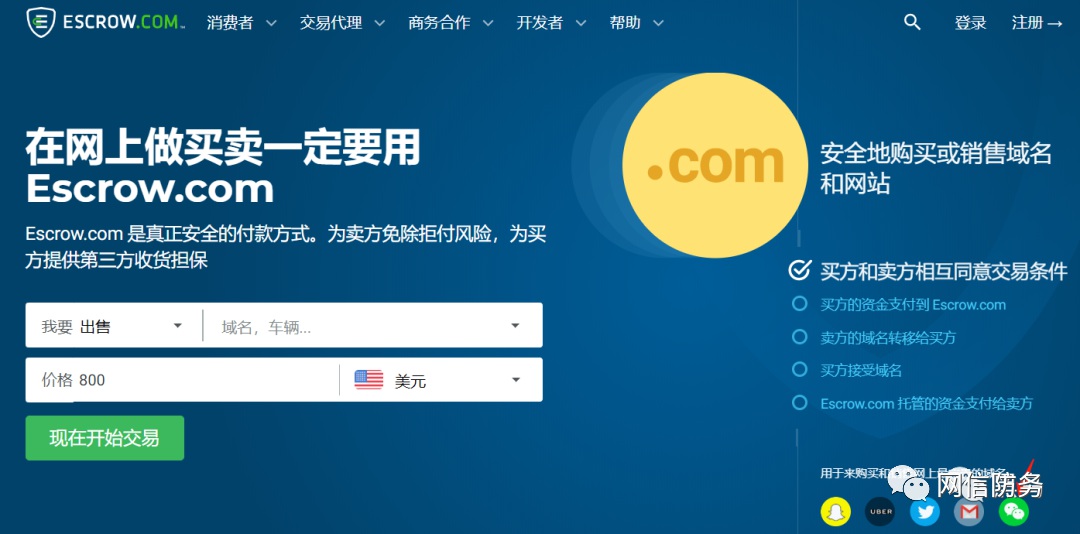 ESCROW.COM
消费者
交易代理
商务合作
开发者
帮助
登录
注册→
在网上做买卖一定要用
Escrow.com
Escrow.com 是真正安全的付款方式。为卖方免除拒付风险，为买
方提供第三方收货担保
我要 出售
域名，车辆...
价格 800
美元
现在开始交易
.com
安全地购买或销售域名
和网站
买方和卖方相互同意交易条件
买方的资金支付到 Escrow.com
卖方的域名转移给买方
买方接受域名
Escrow.com 托管的资金支付给卖方
用于来购买和
网上
的域名
网信防务
UBER